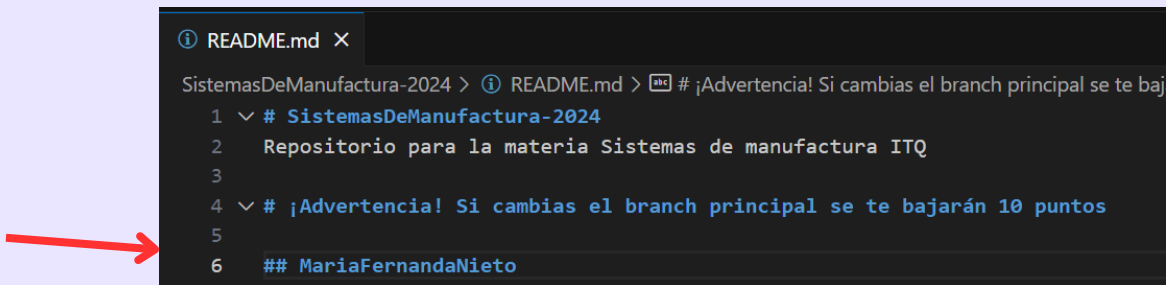 README.md
SistemasDeManufactura-2024 > README.md > # ¡Advertencia! Si cambias el branch principal se te baj
1 # SistemasDeManufactura-2024
2 Repositorio para la materia Sistemas de manufactura ITQ
3
4 # ¡Advertencia! Si cambias el branch principal se te bajarán 10 puntos
5
6 ## MariaFernandaNieto